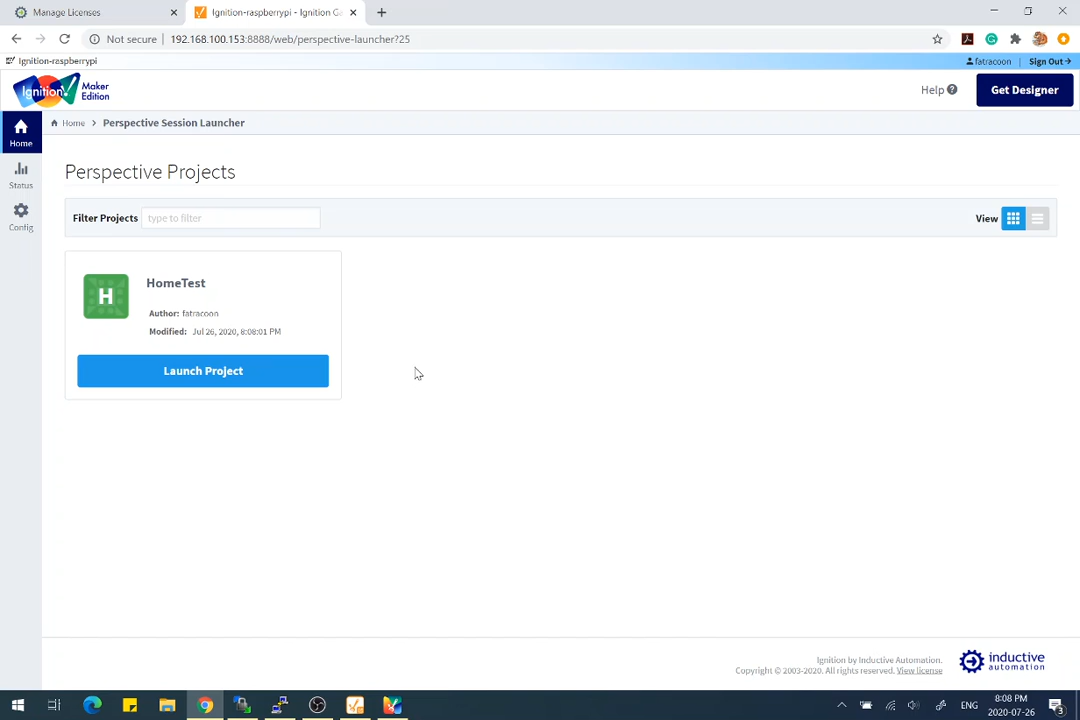 Manage Licenses
Ignition-raspberrypi - Ignition Ga
Not secure | 192.168.100.153:8888/web/perspective-launcher?25
Ignition-raspberrypi
fatracoon | Sign Out
Ignition! Maker Edition
Help
Get Designer
Home
Home > Perspective Session Launcher
Status
Config
Perspective Projects
Filter Projects type to filter
View
H
HomeTest
Author: fatracoon
Modified: Jul 26, 2020, 8:08:01 PM
Launch Project
Ignition by Inductive Automation.
Copyright © 2003-2020. All rights reserved. View license
inductive automation
ENG
8:08 PM
2020-07-26
3